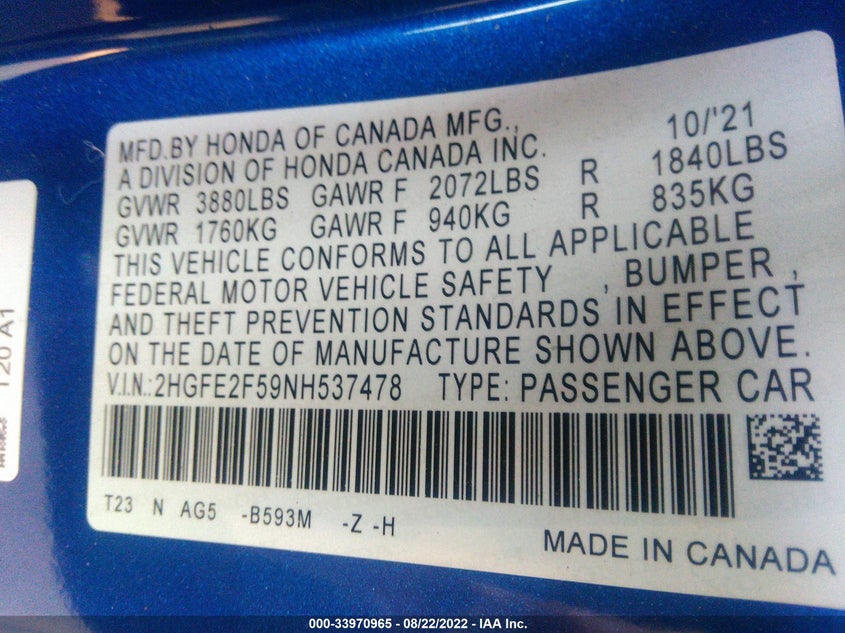 MFD.BY HONDA OF CANADA MFG., 10/'21
A DIVISION OF HONDA CANADA INC.
GVWR 3880LBS GAWR F 2072LBS R 1840LBS
GVWR 1760KG GAWR F 940KG R 835KG
THIS VEHICLE CONFORMS TO ALL APPLICABLE
FEDERAL MOTOR VEHICLE SAFETY , BUMPER ,
AND THEFT PREVENTION STANDARDS IN EFFECT
ON THE DATE OF MANUFACTURE SHOWN ABOVE.
V.I.N.:2HGFE2F59NH537478 TYPE: PASSENGER CAR
T23 N AG5 -B593M -Z -H
MADE IN CANADA
T20 A1
000-33970965 - 08/22/2022 - IAA Inc.